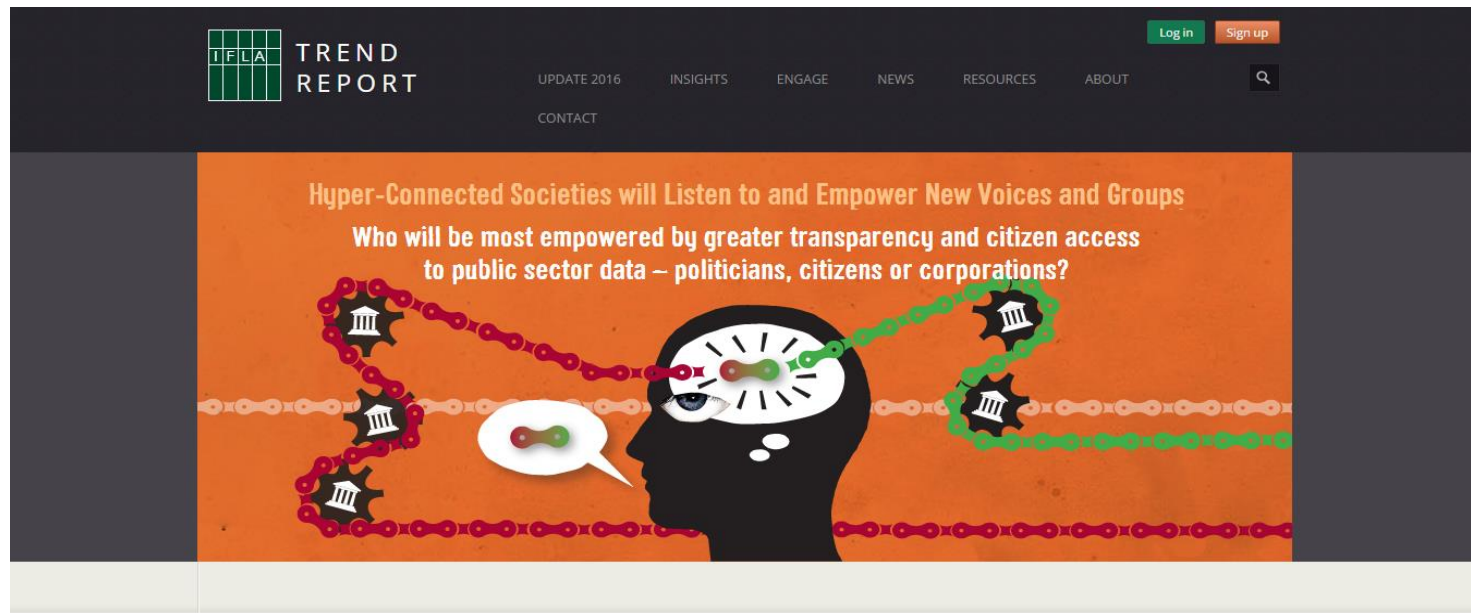 IFLA
TREND
REPORT
Log in
Sign up
UPDATE 2016
INSIGHTS
ENGAGE
NEWS
RESOURCES
ABOUT
CONTACT
Hyper-Connected Societies will Listen to and Empower New Voices and Groups
Who will be most empowered by greater transparency and citizen access
to public sector data – politicians, citizens or corporations?